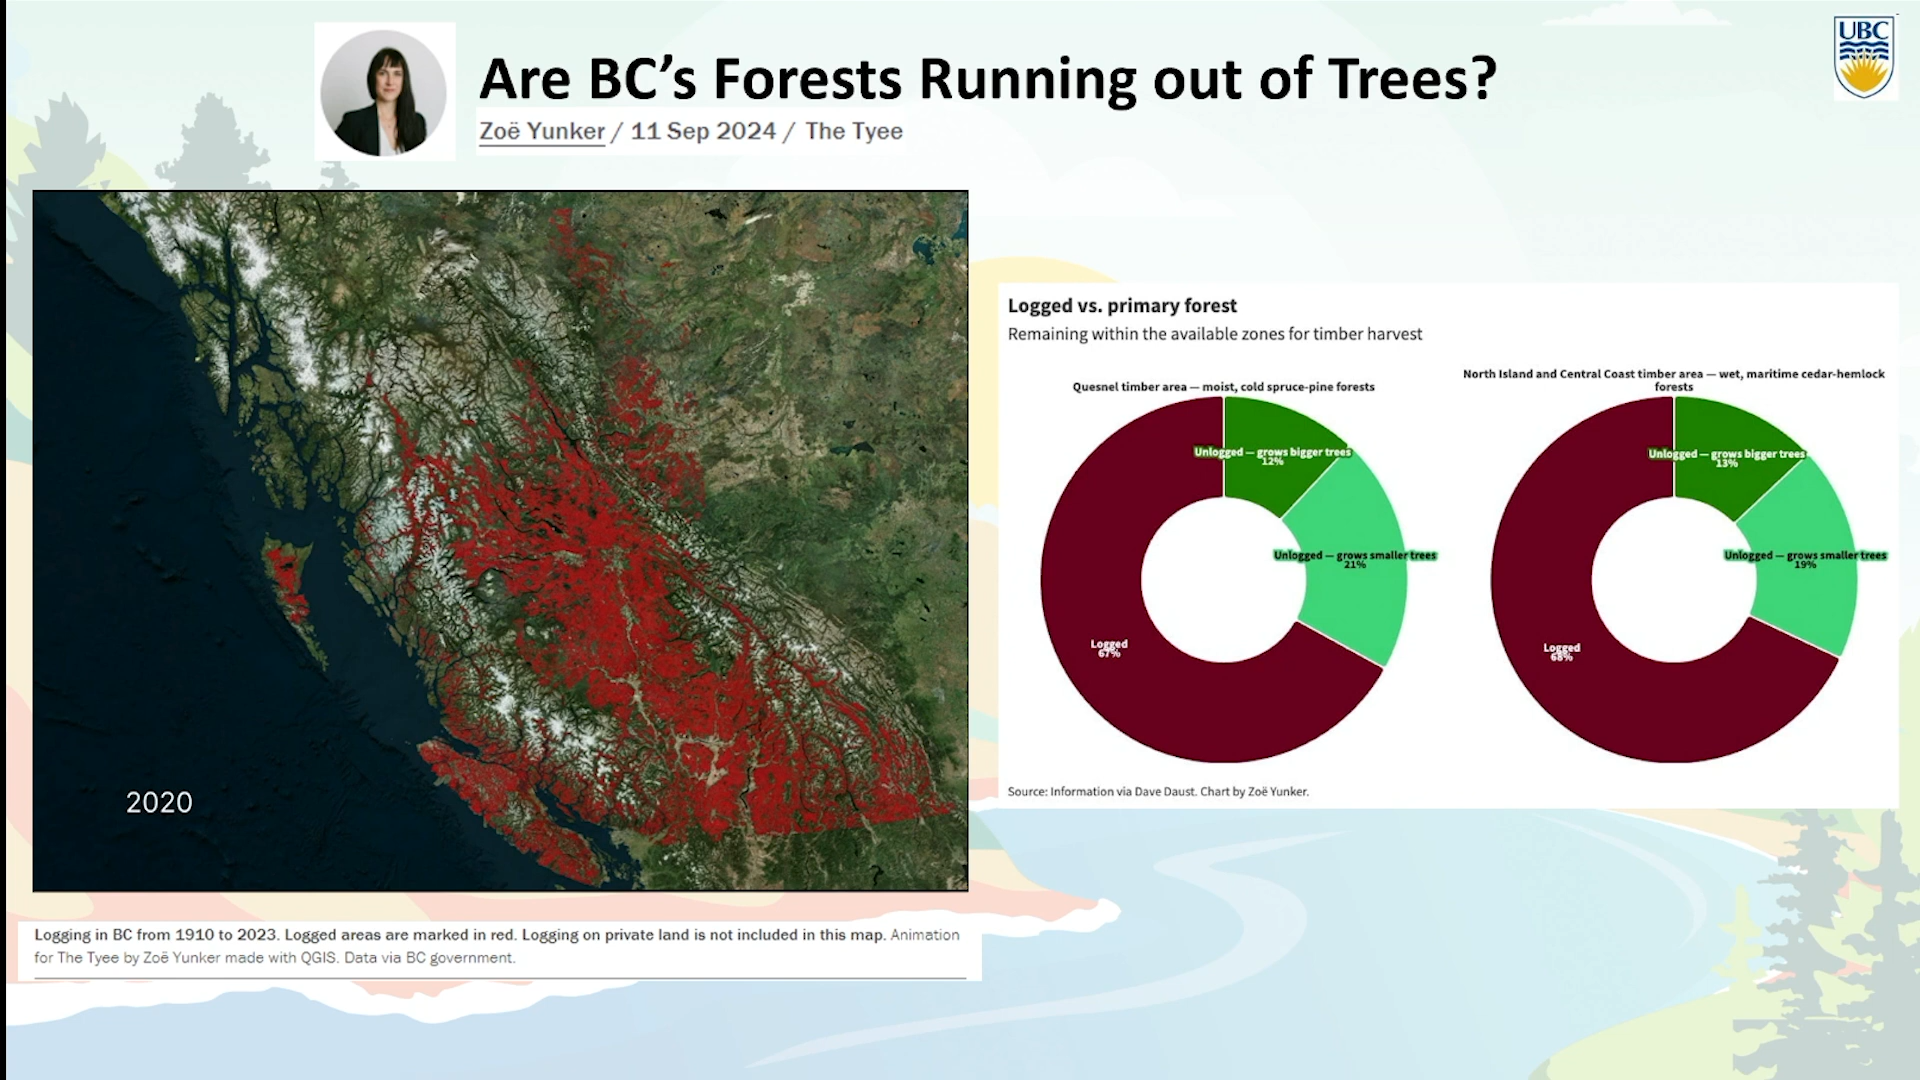 UBC
Are BC's Forests Running out of Trees?
Zoë Yunker / 11 Sep 2024 / The Tyee
2020
Logging in BC from 1910 to 2023. Logged areas are marked in red. Logging on private land is not included in this map. Animation
for The Tyee by Zoë Yunker made with QGIS. Data via BC government.
Logged vs. primary forest
Remaining within the available zones for timber harvest
Quesnel timber area — moist, cold spruce-pine forests
Unlogged — grows bigger trees
12%
Unlogged — grows smaller trees
21%
Logged
67%
North Island and Central Coast timber area — wet, maritime cedar-hemlock
forests
Unlogged — grows bigger trees
13%
Unlogged — grows smaller trees
19%
Logged
68%
Source: Information via Dave Daust. Chart by Zoë Yunker.